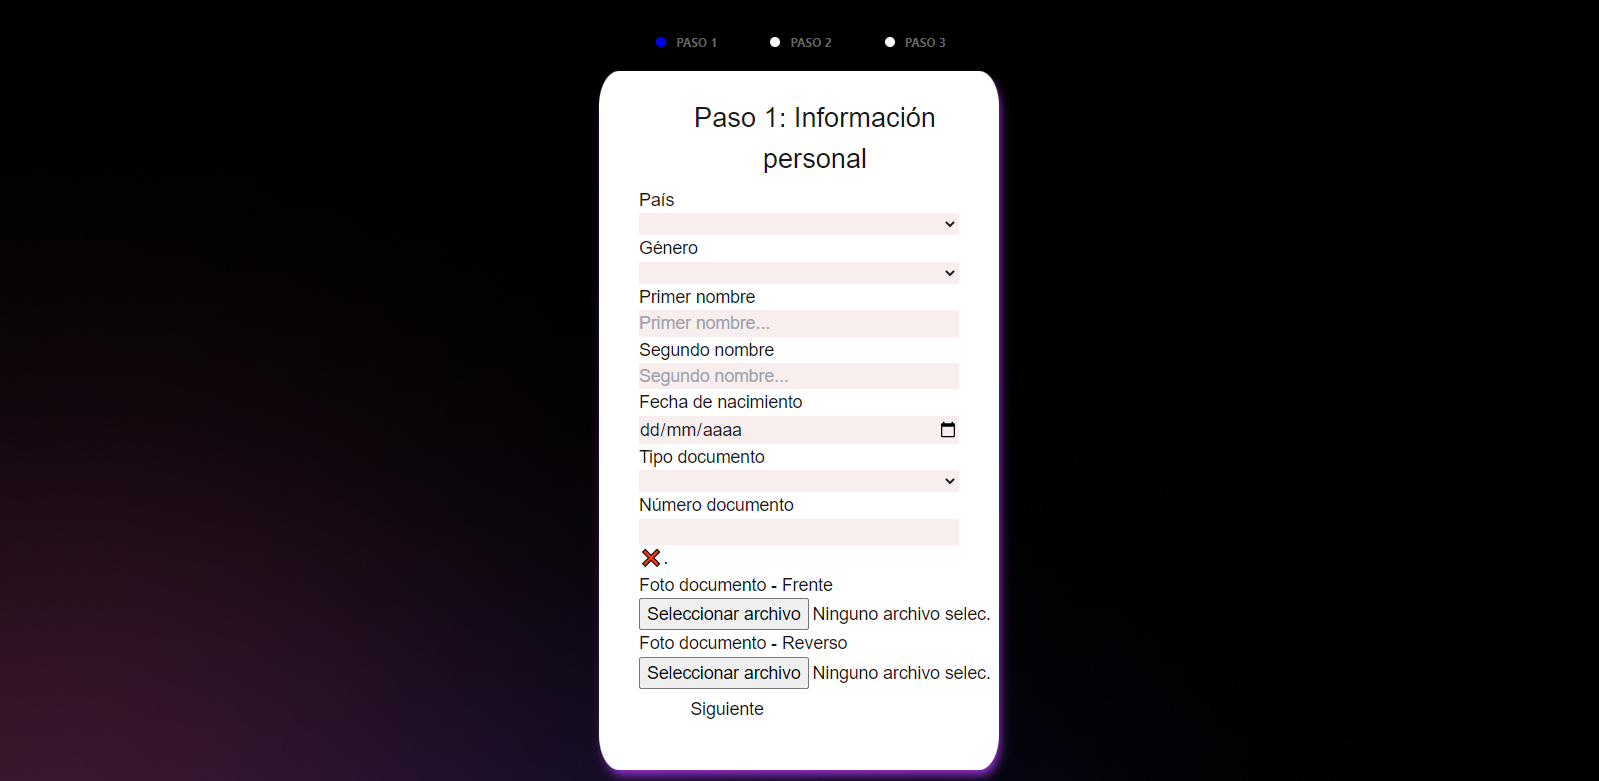 PASO 1 PASO 2 PASO 3
Paso 1: Información
personal
País
Género
Primer nombre
Primer nombre...
Segundo nombre
Segundo nombre...
Fecha de nacimiento
dd/mm/aaaa
Tipo documento
Número documento
❌.
Foto documento - Frente
Seleccionar archivo Ninguno archivo selec.
Foto documento - Reverso
Seleccionar archivo Ninguno archivo selec.
Siguiente